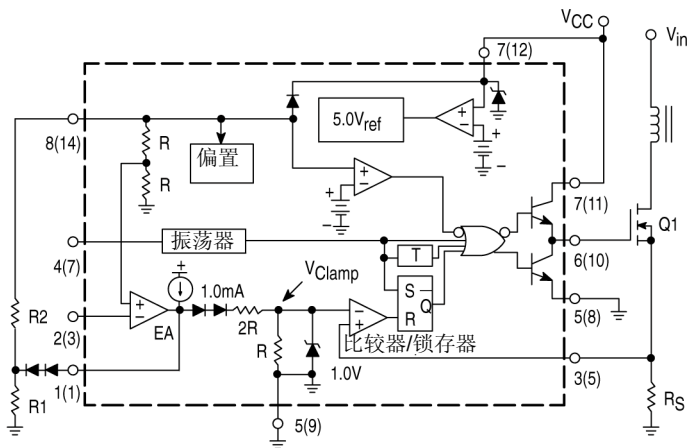 VCC
Vin
7(12)
5.0Vref
8(14)
R
偏置
R
+
−
+
−
+
−
+
−
7(11)
Q1
振荡器
4(7)
T
6(10)
VClamp
+
1.0mA
S
Q
R
5(8)
R2
2(3)
+
−
EA
2R
−
+
比较器/锁存器
R
1.0V
1(1)
3(5)
R1
5(9)
RS